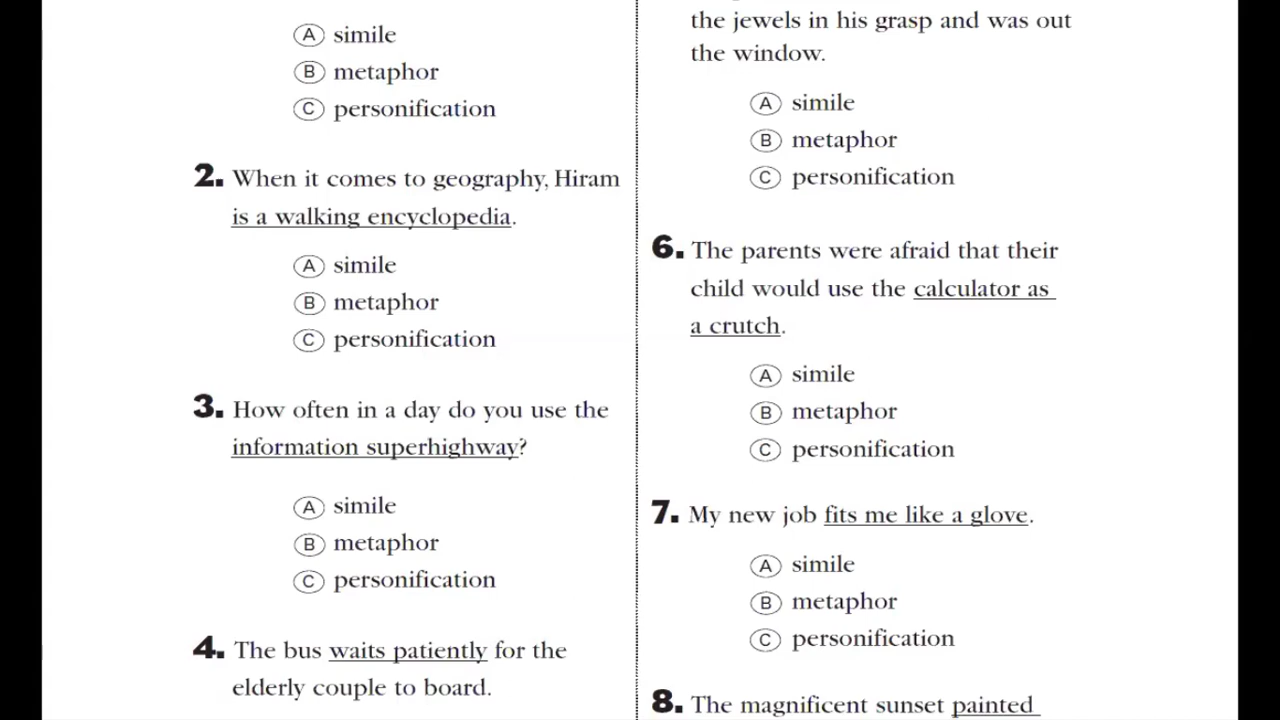 A simile
B metaphor
C personification
2. When it comes to geography, Hiram
is a walking encyclopedia.
A simile
B metaphor
C personification
3. How often in a day do you use the
information superhighway?
A simile
B metaphor
C personification
4. The bus waits patiently for the
elderly couple to board.
the jewels in his grasp and was out
the window.
A simile
B metaphor
C personification
6. The parents were afraid that their
child would use the calculator as
a crutch.
A simile
B metaphor
C personification
7. My new job fits me like a glove.
A simile
B metaphor
C personification
8. The magnificent sunset painted